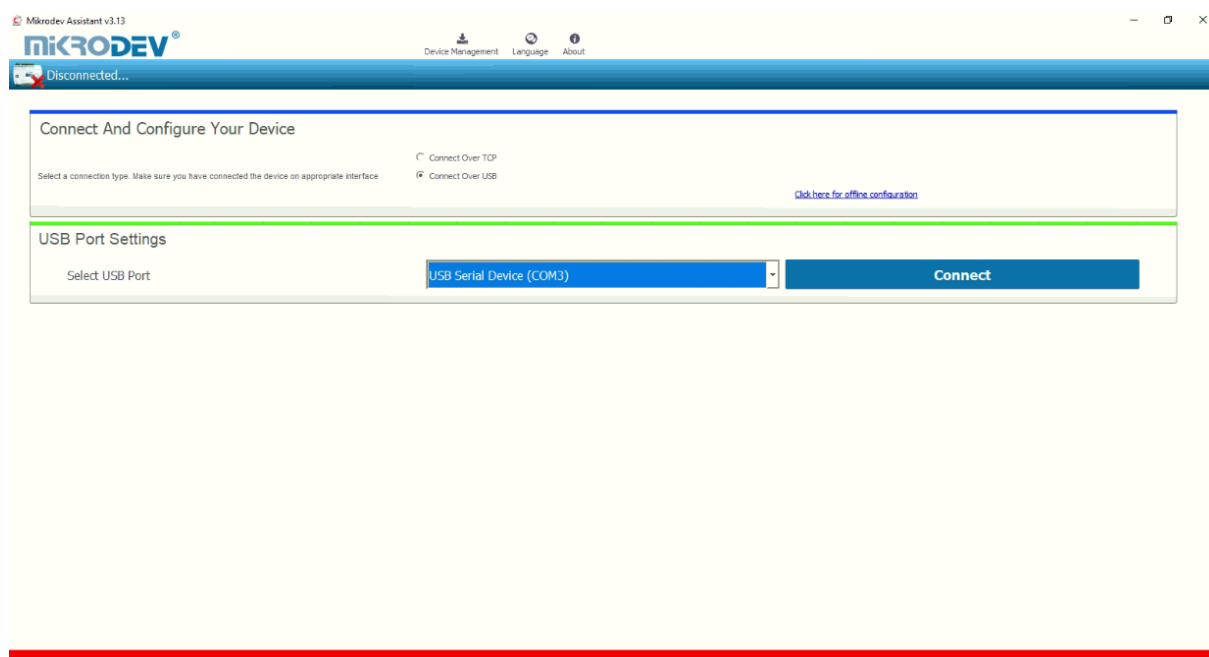 Mikrodev Assistant v3.13
MiKRODEV®
Device Management Language About
Disconnected...
Connect And Configure Your Device
Connect Over TCP
Select a connection type. Make sure you have connected the device on appropriate interface
Connect Over USB
Click here for offline configuration
USB Port Settings
Select USB Port
USB Serial Device (COM3)
Connect